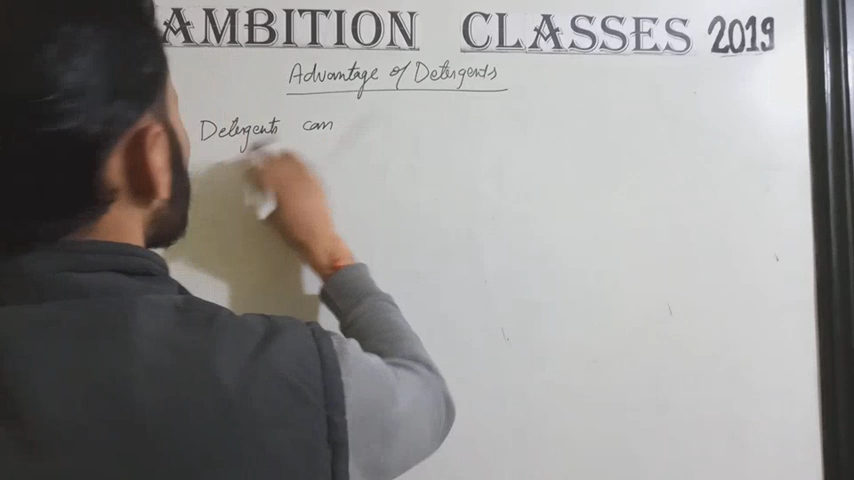 AMBITION CLASSES 2019
Advantage of Detergents
Detergents can